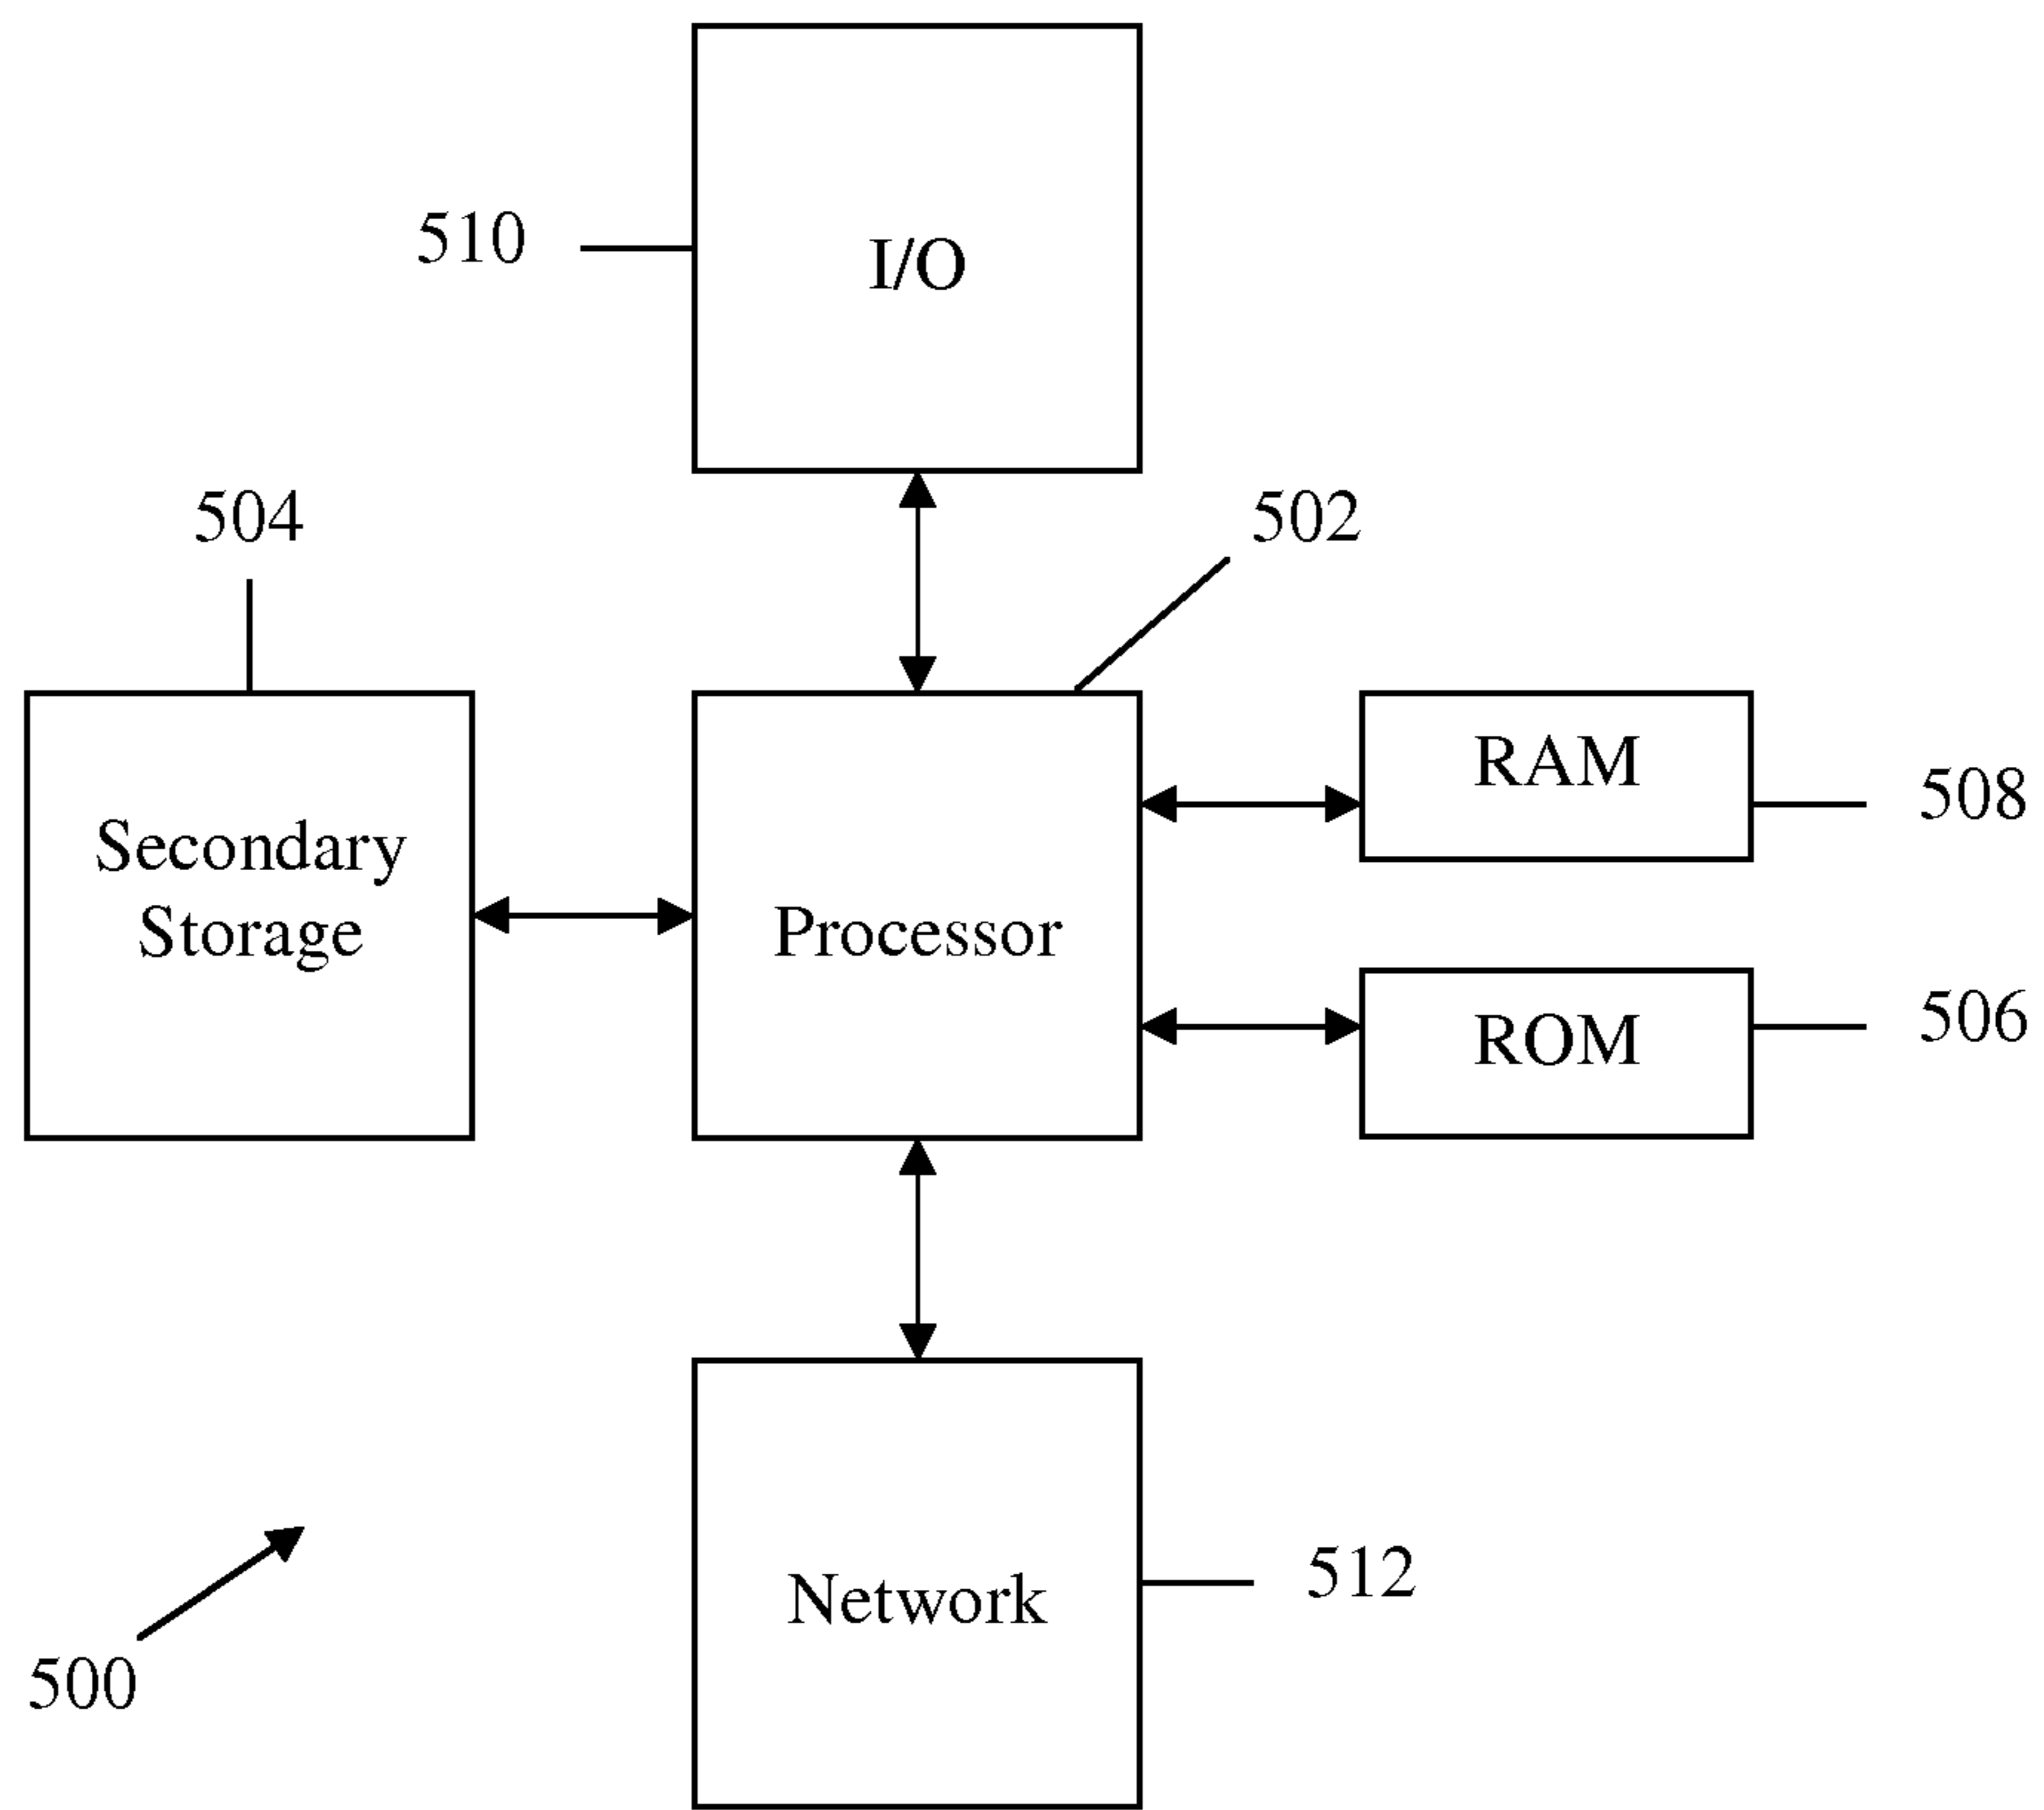 510
I/O
504
502
RAM
508
Secondary
Storage
Processor
506
ROM
512
Network
500